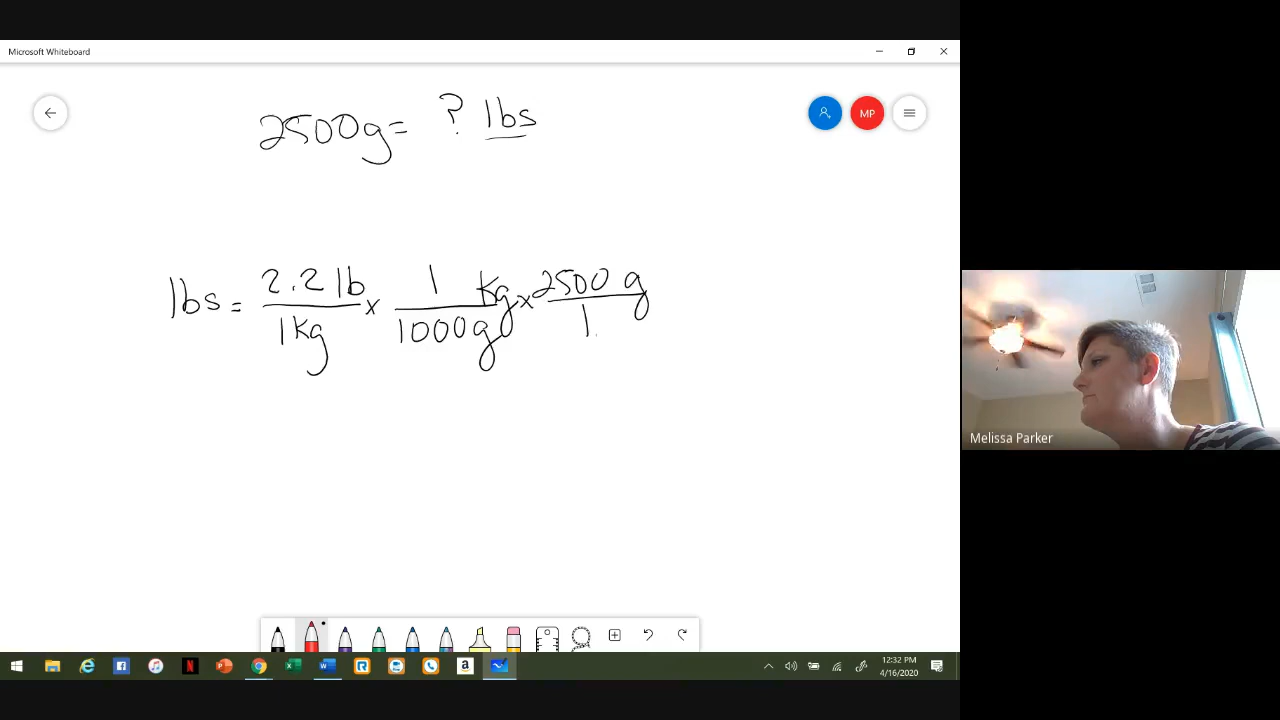 Microsoft Whiteboard
MP
2500g= ? lbs
lbs = 2.2 lb / 1 kg x 1 kg / 1000 g x 2500 g / 1
Melissa Parker
12:32 PM
4/16/2020